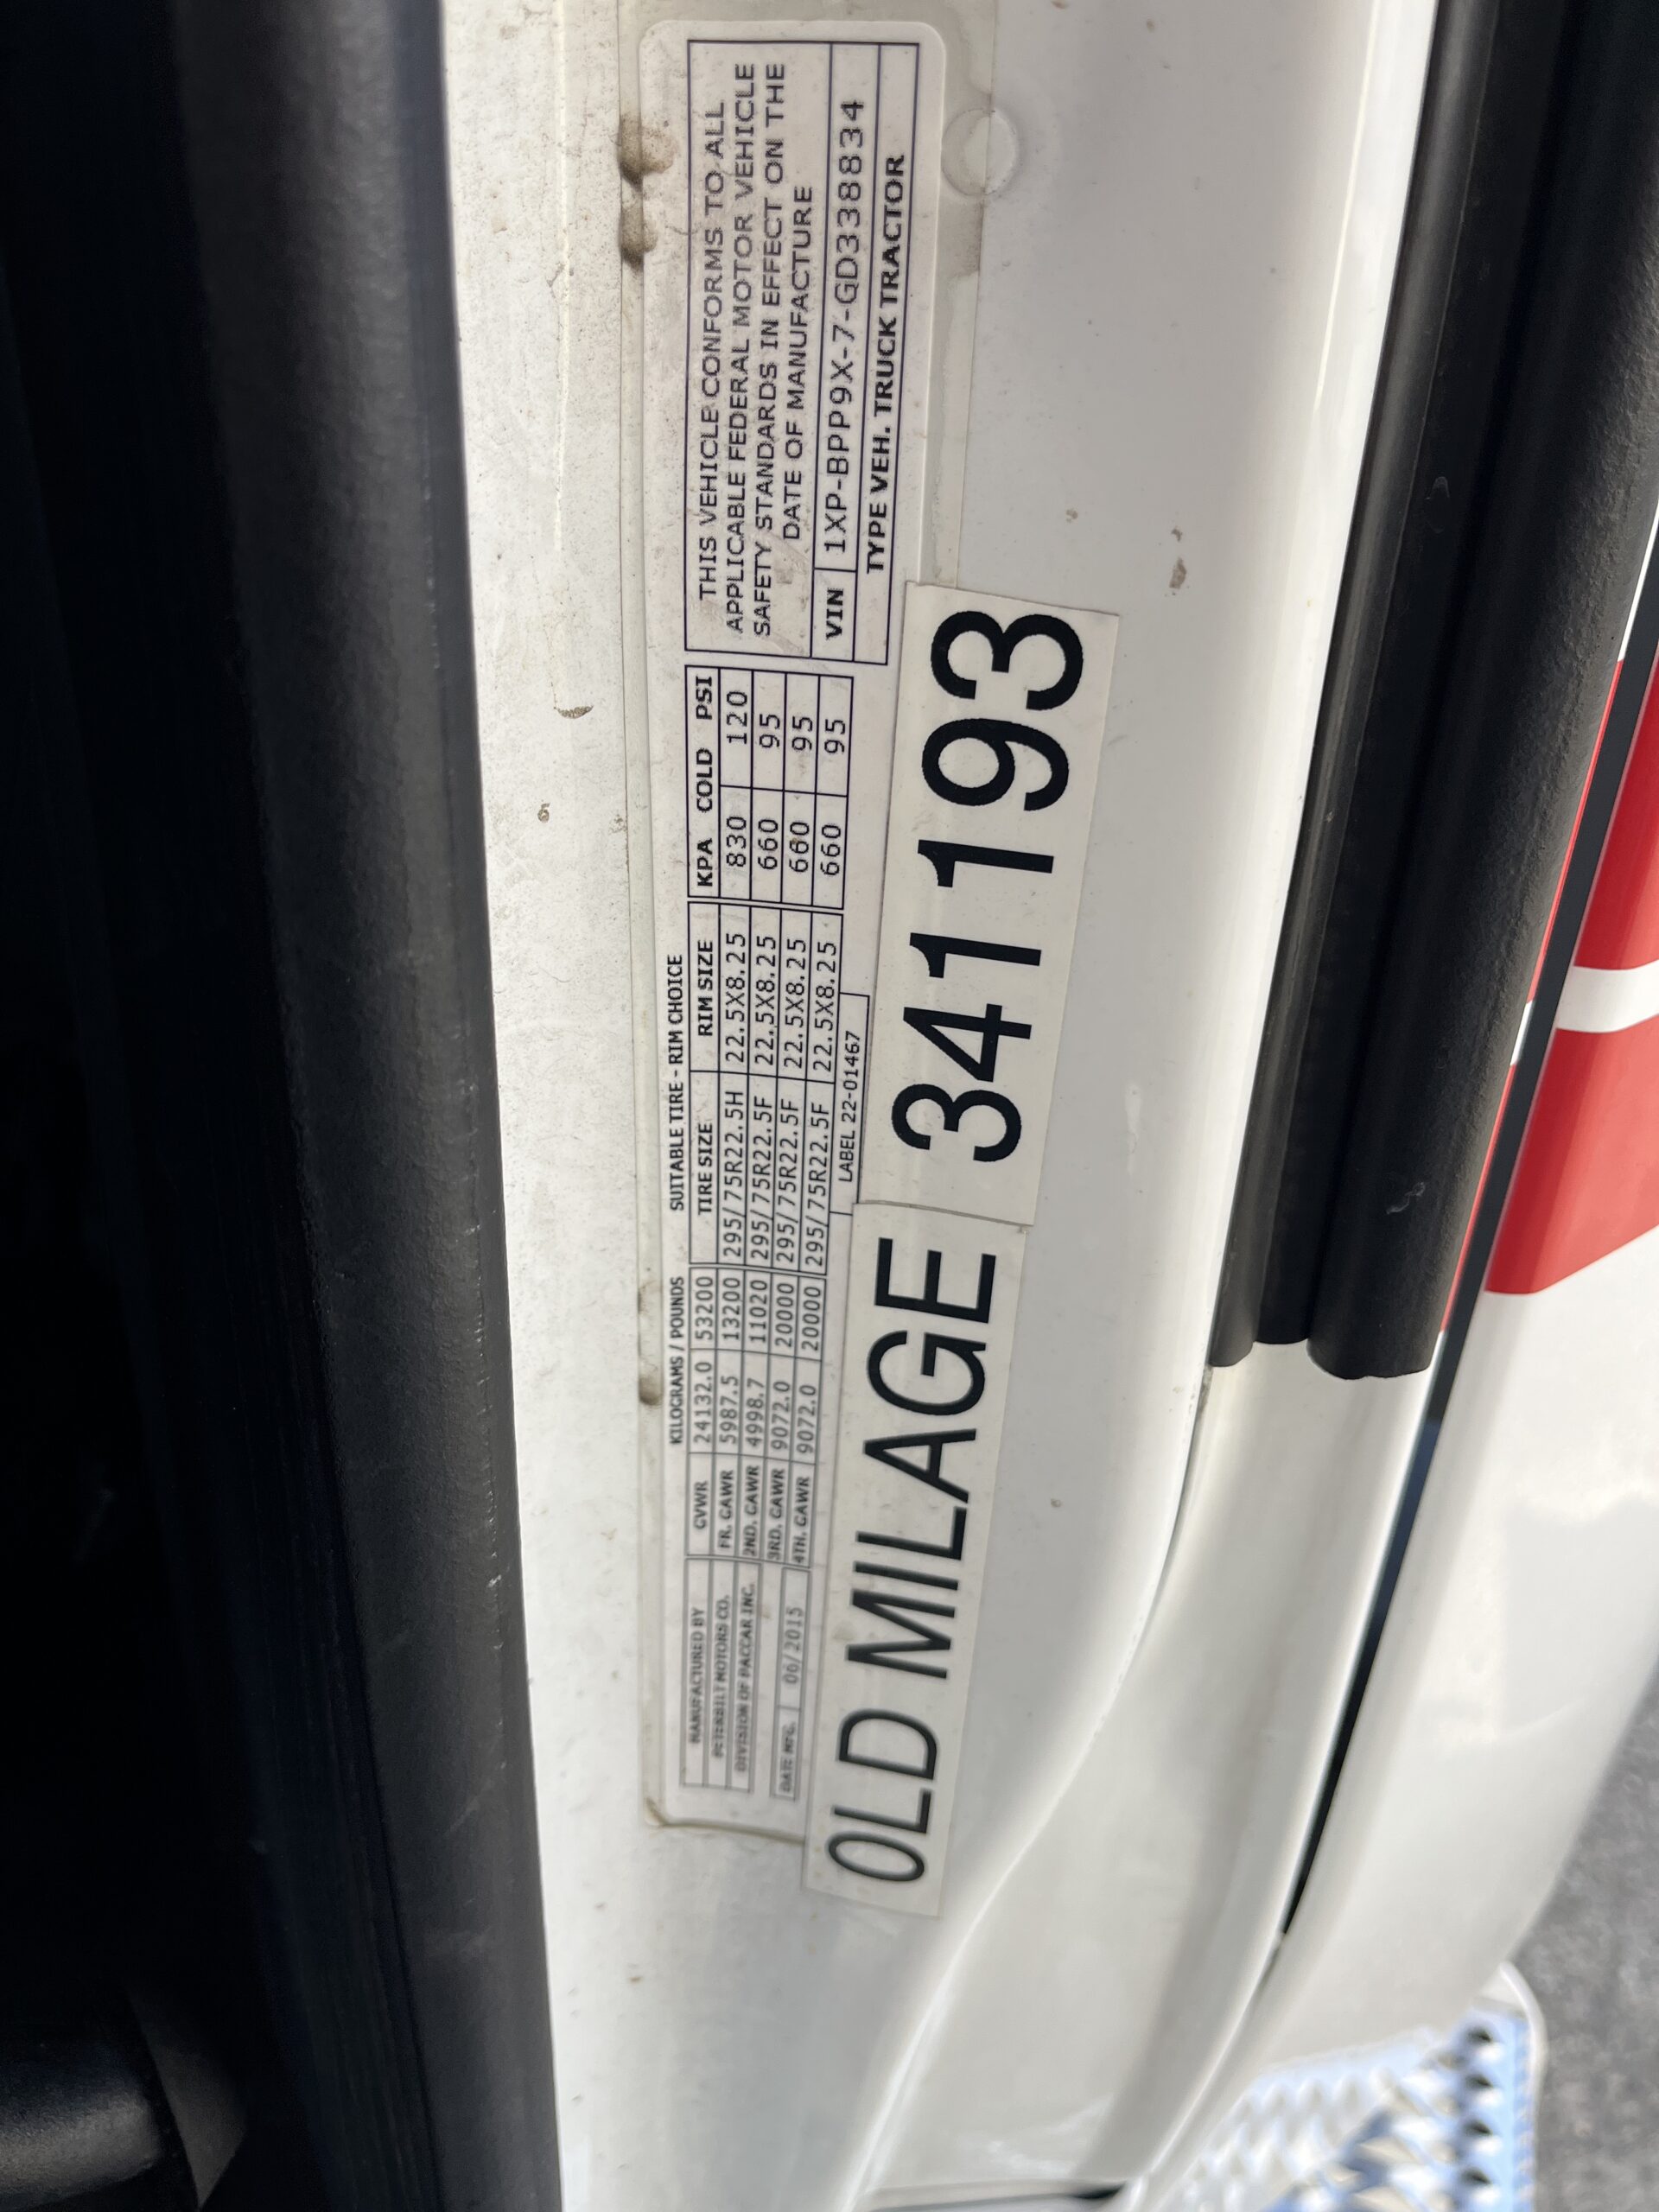 MANUFACTURED BY
PETERBILT MOTORS CO.
DIVISION OF PACCAR INC.
DATE MFG. 06/2015
KILOGRAMS / POUNDS
GVWR 24132.0 53200
FR. GAWR 5987.5 13200
2ND. GAWR 4998.7 11020
3RD. GAWR 9072.0 20000
4TH. GAWR 9072.0 20000
SUITABLE TIRE - RIM CHOICE
TIRE SIZE RIM SIZE KPA COLD PSI
295/75R22.5H 22.5X8.25 830 120
295/75R22.5F 22.5X8.25 660 95
295/75R22.5F 22.5X8.25 660 95
295/75R22.5F 22.5X8.25 660 95
LABEL 22-01467
THIS VEHICLE CONFORMS TO ALL
APPLICABLE FEDERAL MOTOR VEHICLE
SAFETY STANDARDS IN EFFECT ON THE
DATE OF MANUFACTURE
VIN 1XP-BPP9X-7-GD338834
TYPE VEH. TRUCK TRACTOR
OLD MILAGE 341193